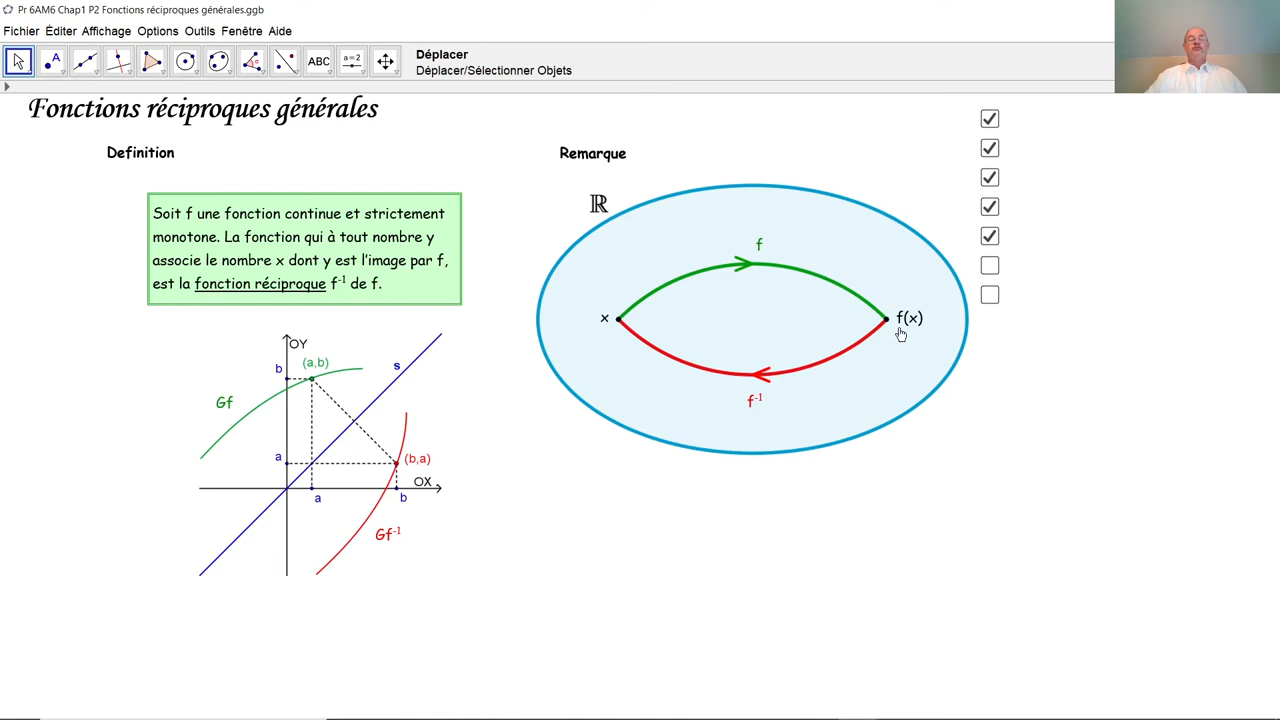 Pr 6AM6 Chap1 P2 Fonctions réciproques générales.ggb
Fichier Éditer Affichage Options Outils Fenêtre Aide
A
ABC
a=2
Déplacer
Déplacer/Sélectionner Objets
Fonctions réciproques générales
Definition
Remarque
Soit f une fonction continue et strictement
monotone. La fonction qui à tout nombre y
associe le nombre x dont y est l'image par f,
est la fonction réciproque f⁻¹ de f.
OY
b
(a,b)
s
Gf
a
(b,a)
OX
a
b
Gf⁻¹
ℝ
f
x
f(x)
f⁻¹